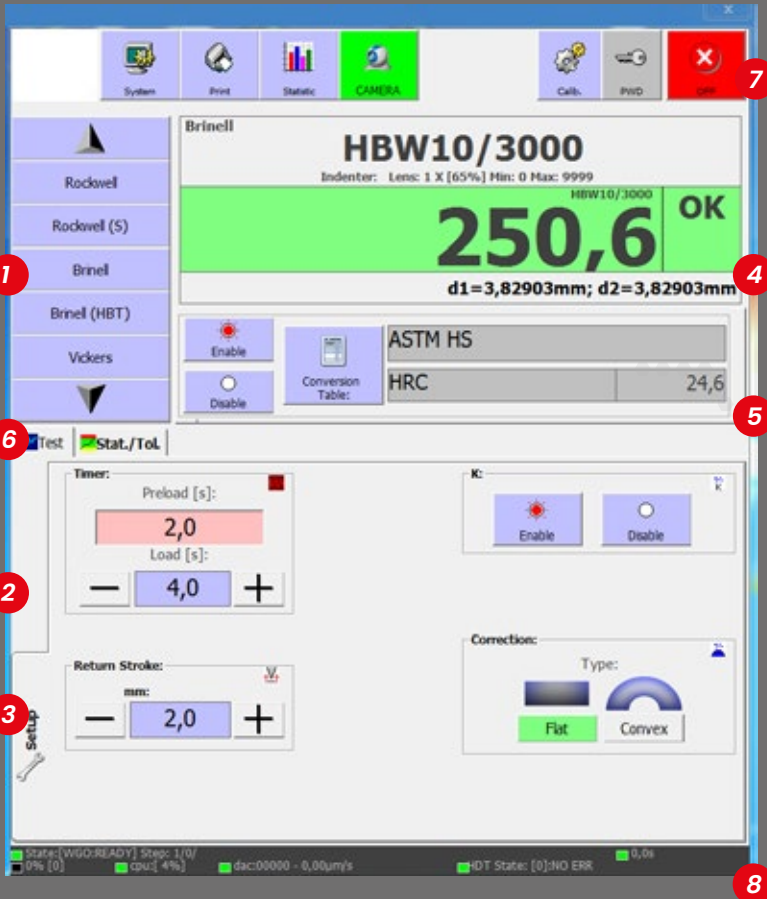 x
System Print Statistic CAMERA Calib. PWD OFF 7
Brinell
HBW10/3000
Indenter: Lens: 1 X [65%] Min: 0 Max: 9999
HBW10/3000
250,6 OK
d1=3,82903mm; d2=3,82903mm
4
Rockwell
Rockwell (S)
1 Brinell
Brinell (HBT)
Vickers
Enable
Disable
Conversion
Table:
ASTM HS
HRC 24,6
5
6 Test Stat./Tol.
Timer:
Preload [s]:
2,0
Load [s]:
− 4,0 +
2
K:
Enable Disable
Return Stroke:
mm:
− 2,0 +
3
Setup
Correction:
Type:
Flat Convex
State:[WGO:READY] Step: 1/0/ 0,0s
0% [0] cpu:[ 4%] dac:00000 - 0,00µm/s HDT State: [0]:NO ERR
8